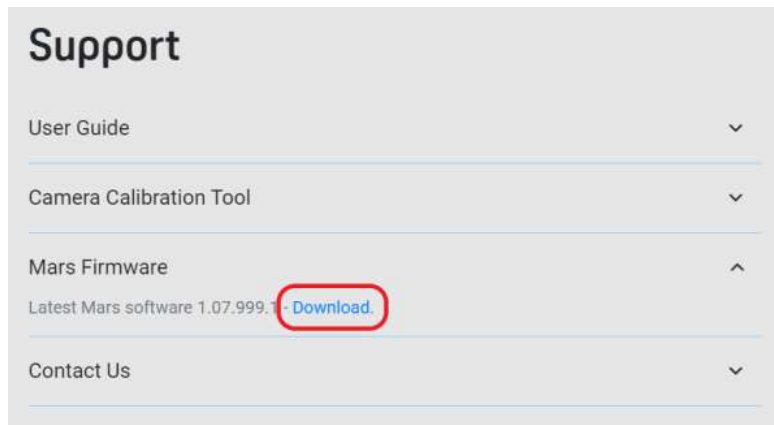 Support
User Guide
Camera Calibration Tool
Mars Firmware
Latest Mars software 1.07.999.1 - Download.
Contact Us